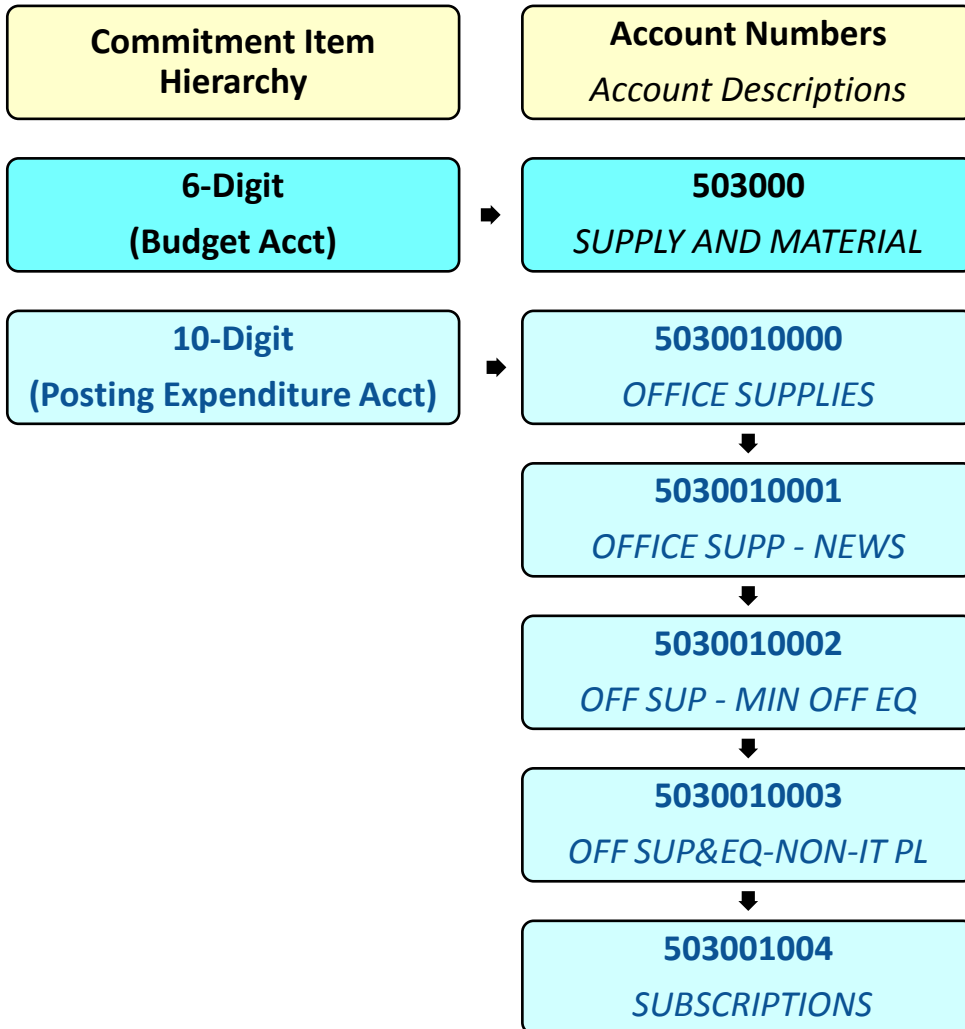 Commitment Item
Hierarchy
Account Numbers
Account Descriptions
6-Digit
(Budget Acct)
503000
SUPPLY AND MATERIAL
10-Digit
(Posting Expenditure Acct)
5030010000
OFFICE SUPPLIES
5030010001
OFFICE SUPP - NEWS
5030010002
OFF SUP - MIN OFF EQ
5030010003
OFF SUP&EQ-NON-IT PL
503001004
SUBSCRIPTIONS